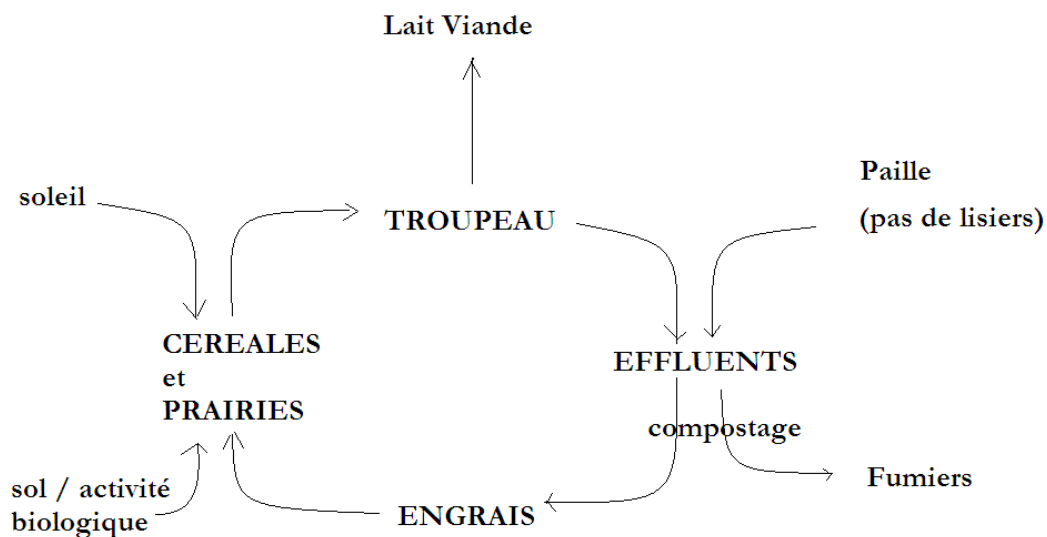 Lait Viande
soleil
TROUPEAU
Paille
(pas de lisiers)
CEREALES
et
PRAIRIES
EFFLUENTS
compostage
sol / activité
biologique
ENGRAIS
Fumiers